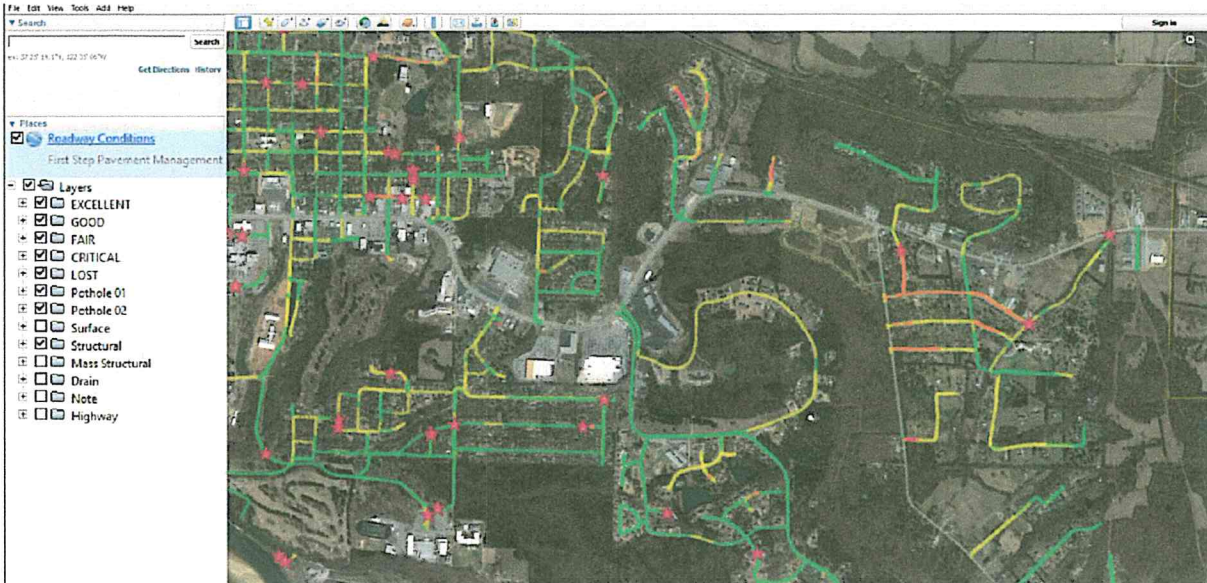 File Edit View Tools Add Help
▼ Search
Sign in
Search
Get Directions History
▼ Places
Roadway Conditions
First Step Pavement Management
Layers
EXCELLENT
GOOD
FAIR
CRITICAL
LOST
Pothole 01
Pothole 02
Surface
Structural
Mass Structural
Drain
Note
Highway